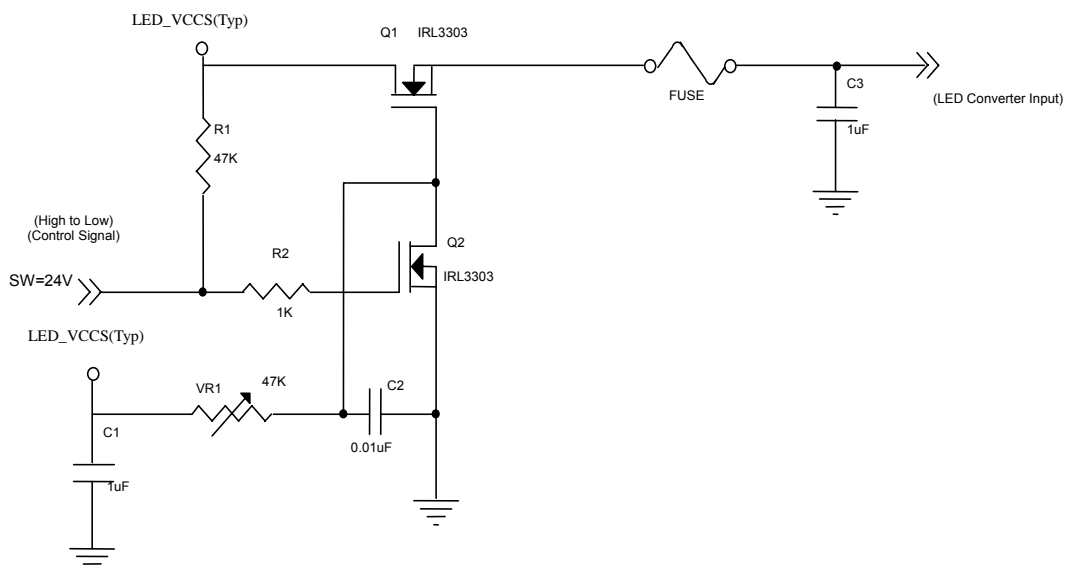 LED_VCCS(Typ)
Q1 IRL3303
FUSE
C3
1uF
(LED Converter Input)
R1
47K
(High to Low)
(Control Signal)
SW=24V
R2
1K
Q2
IRL3303
LED_VCCS(Typ)
VR1
47K
C2
0.01uF
C1
1uF